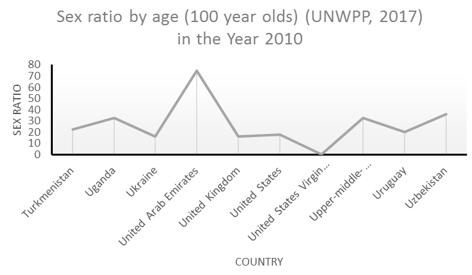 Sex ratio by age (100 year olds) (UNWPP, 2017)
in the Year 2010
80
70
60
50
40
30
20
10
0
SEX RATIO
Turkmenistan
Uganda
Ukraine
United Arab Emirates
United Kingdom
United States
United States Virgin...
Upper-middle-...
Uruguay
Uzbekistan
COUNTRY